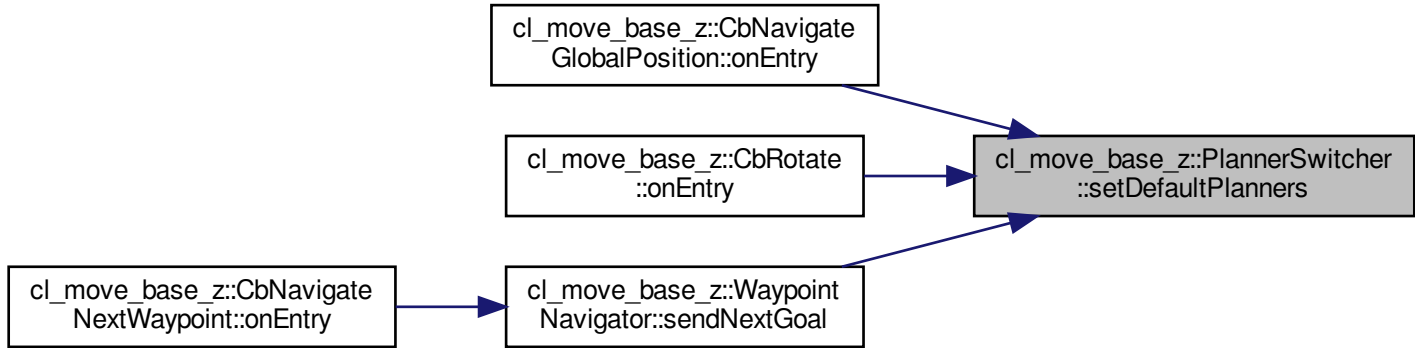 cl_move_base_z::CbNavigate
GlobalPosition::onEntry
cl_move_base_z::CbRotate
::onEntry
cl_move_base_z::PlannerSwitcher
::setDefaultPlanners
cl_move_base_z::CbNavigate
NextWaypoint::onEntry
cl_move_base_z::Waypoint
Navigator::sendNextGoal